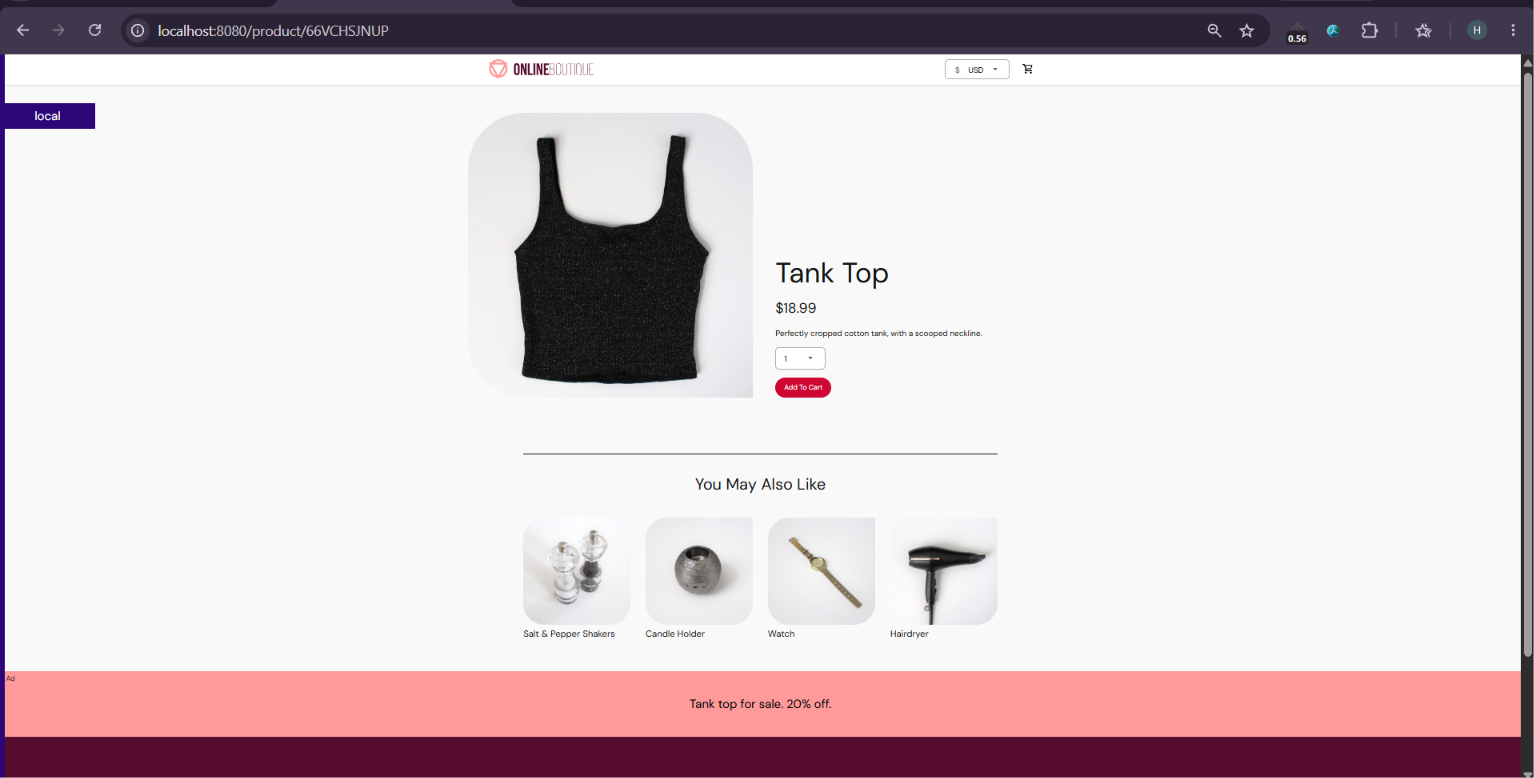 localhost:8080/product/66VCHSJNUP
0.56
H
ONLINEBOUTIQUE
$ USD
local
Tank Top
$18.99
Perfectly cropped cotton tank, with a scooped neckline.
1
Add To Cart
You May Also Like
Salt & Pepper Shakers
Candle Holder
Watch
Hairdryer
Ad
Tank top for sale. 20% off.